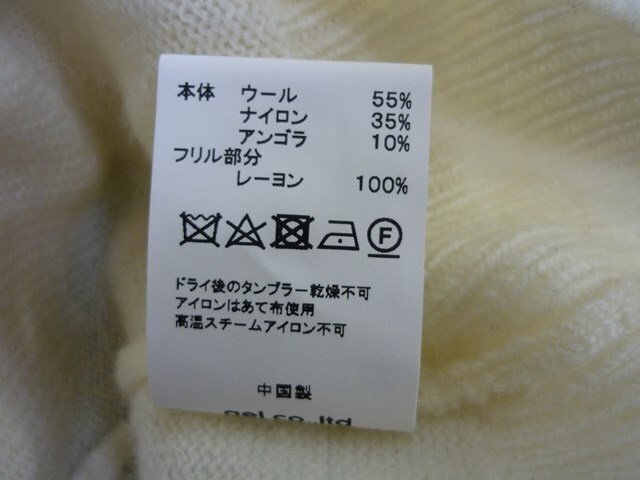 本体 ウール 55%
ナイロン 35%
アンゴラ 10%
フリル部分
レーヨン 100%
F
ドライ後のタンブラー乾燥不可
アイロンはあて布使用
高温スチームアイロン不可
中国製
gel co.,ltd